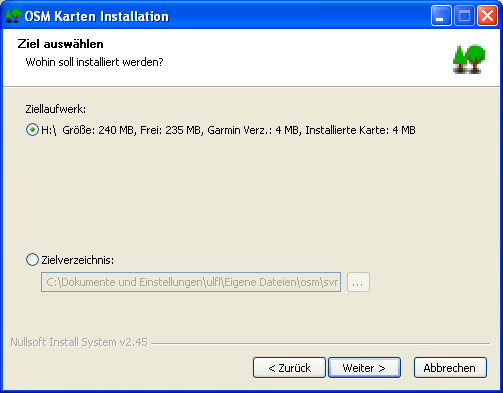 OSM Karten Installation
Ziel auswählen
Wohin soll installiert werden?
Ziellaufwerk:
H:\ Größe: 240 MB, Frei: 235 MB, Garmin Verz.: 4 MB, Installierte Karte: 4 MB
Zielverzeichnis:
C:\Dokumente und Einstellungen\ulfl\Eigene Dateien\osm\svr
...
Nullsoft Install System v2.45
< Zurück
Weiter >
Abbrechen